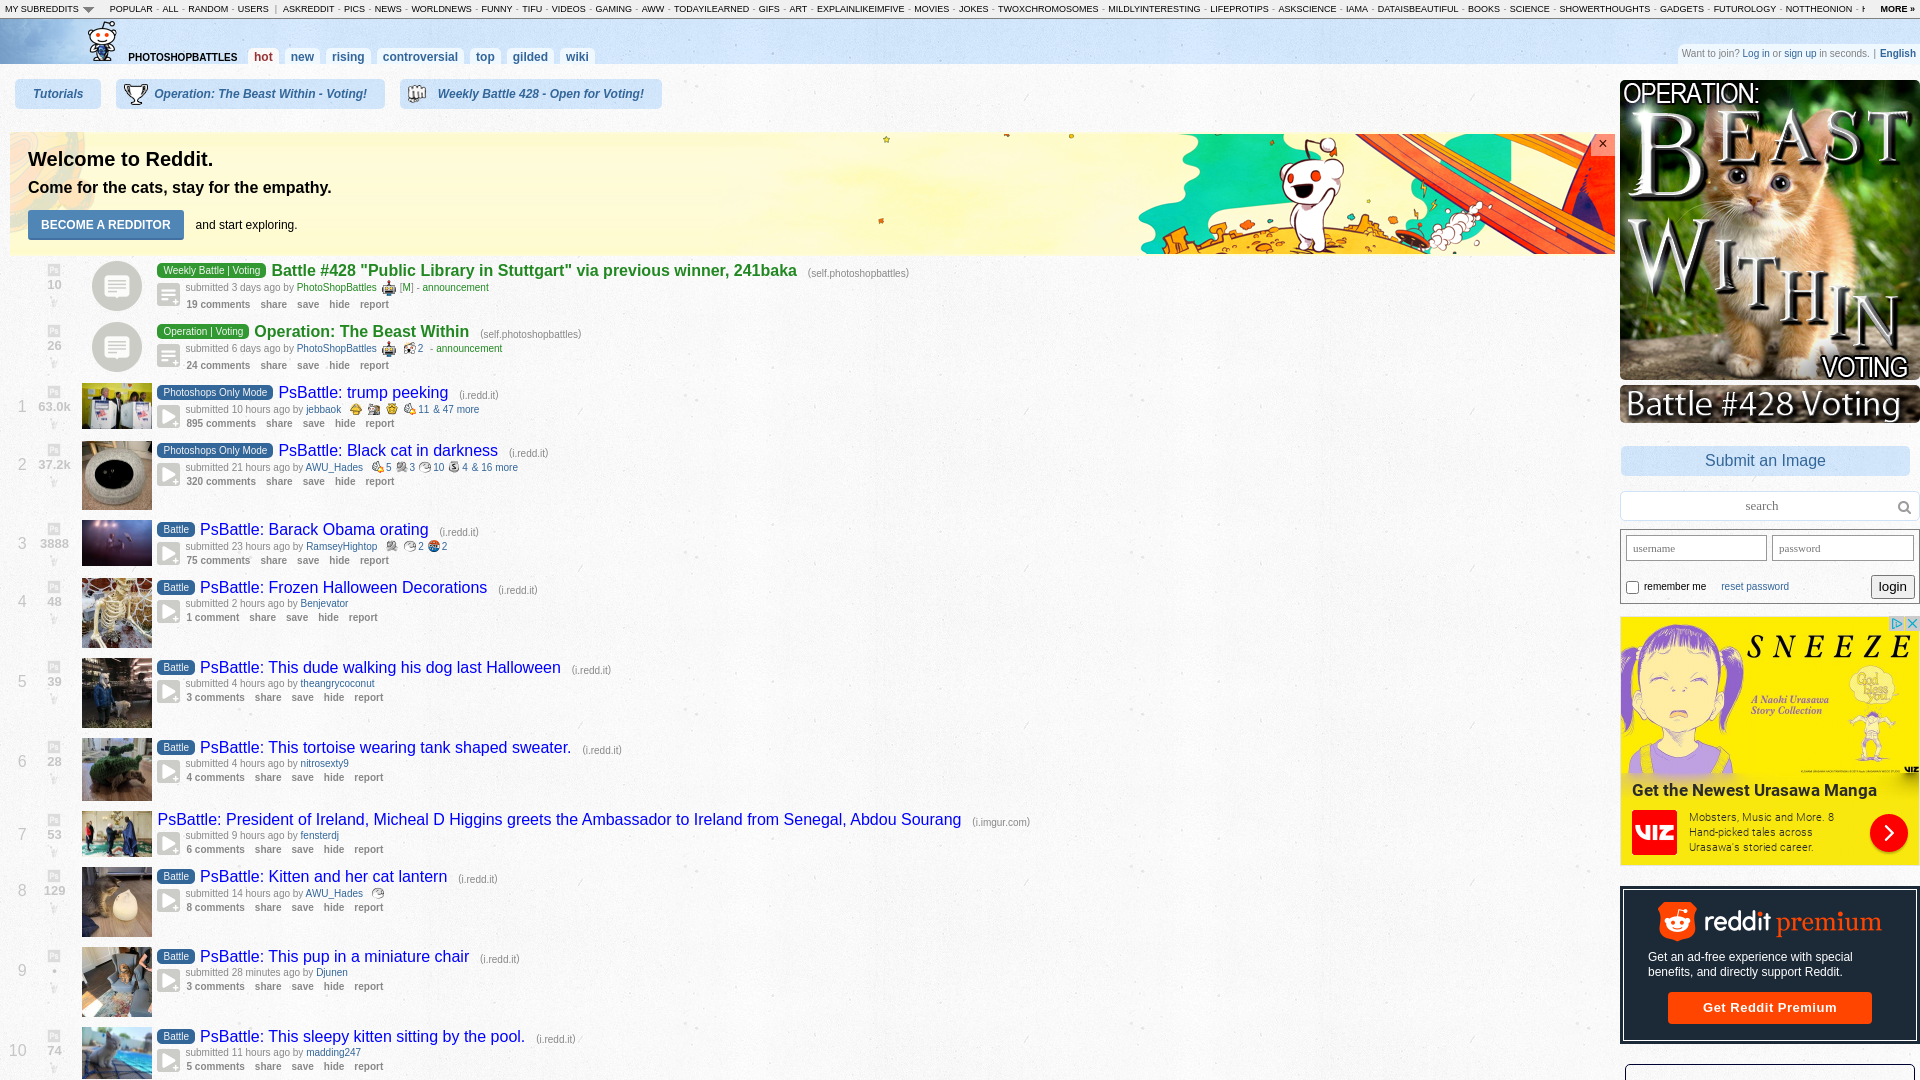 MY SUBREDDITS POPULAR - ALL - RANDOM - USERS | ASKREDDIT - PICS - NEWS - WORLDNEWS - FUNNY - TIFU - VIDEOS - GAMING - AWW - TODAYILEARNED - GIFS - ART - EXPLAINLIKEIMFIVE - MOVIES - JOKES - TWOXCHROMOSOMES - MILDLYINTERESTING - LIFEPROTIPS - ASKSCIENCE - IAMA - DATAISBEAUTIFUL - BOOKS - SCIENCE - SHOWERTHOUGHTS - GADGETS - FUTUROLOGY - NOTTHEONION - MORE »
PHOTOSHOPBATTLES hot new rising controversial top gilded wiki
Want to join? Log in or sign up in seconds. | English
Tutorials
Operation: The Beast Within - Voting!
Weekly Battle 428 - Open for Voting!
Welcome to Reddit.
Come for the cats, stay for the empathy.
BECOME A REDDITOR and start exploring.
×
10
Weekly Battle | Voting Battle #428 "Public Library in Stuttgart" via previous winner, 241baka (self.photoshopbattles)
submitted 3 days ago by PhotoShopBattles [M] - announcement
19 comments share save hide report
26
Operation | Voting Operation: The Beast Within (self.photoshopbattles)
submitted 6 days ago by PhotoShopBattles 2 - announcement
24 comments share save hide report
1 63.0k
Photoshops Only Mode PsBattle: trump peeking (i.redd.it)
submitted 10 hours ago by jebbaok 11 & 47 more
895 comments share save hide report
2 37.2k
Photoshops Only Mode PsBattle: Black cat in darkness (i.redd.it)
submitted 21 hours ago by AWU_Hades 5 3 10 4 & 16 more
320 comments share save hide report
3 3888
Battle PsBattle: Barack Obama orating (i.redd.it)
submitted 23 hours ago by RamseyHightop 2 2
75 comments share save hide report
4 48
Battle PsBattle: Frozen Halloween Decorations (i.redd.it)
submitted 2 hours ago by Benjevator
1 comment share save hide report
5 39
Battle PsBattle: This dude walking his dog last Halloween (i.redd.it)
submitted 4 hours ago by theangrycoconut
3 comments share save hide report
6 28
Battle PsBattle: This tortoise wearing tank shaped sweater. (i.redd.it)
submitted 4 hours ago by nitrosexty9
4 comments share save hide report
7 53
PsBattle: President of Ireland, Micheal D Higgins greets the Ambassador to Ireland from Senegal, Abdou Sourang (i.imgur.com)
submitted 9 hours ago by fensterdj
6 comments share save hide report
8 129
Battle PsBattle: Kitten and her cat lantern (i.redd.it)
submitted 14 hours ago by AWU_Hades
8 comments share save hide report
9 •
Battle PsBattle: This pup in a miniature chair (i.redd.it)
submitted 28 minutes ago by Djunen
3 comments share save hide report
10 74
Battle PsBattle: This sleepy kitten sitting by the pool. (i.redd.it)
submitted 11 hours ago by madding247
5 comments share save hide report
OPERATION:
BEAST
WITHIN
VOTING
Battle #428 Voting
Submit an Image
search
username password
remember me reset password login
SNEEZE
God bless you
A Naoki Urasawa
Story Collection
VIZ
Get the Newest Urasawa Manga
VIZ
Mobsters, Music and More. 8
Hand-picked tales across
Urasawa's storied career.
reddit premium
Get an ad-free experience with special
benefits, and directly support Reddit.
Get Reddit Premium